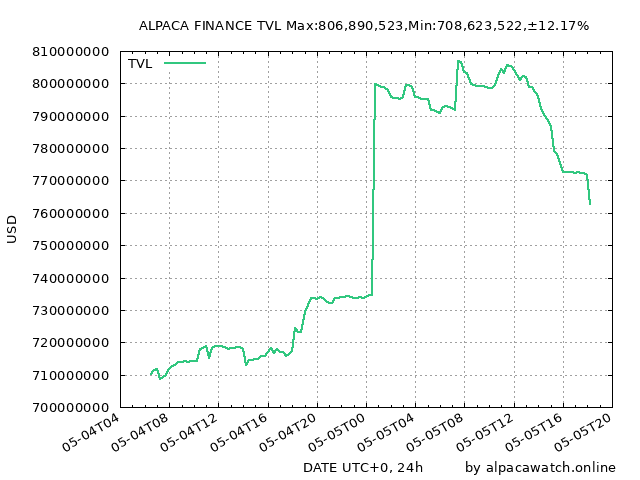 ALPACA FINANCE TVL Max:806,890,523,Min:708,623,522,±12.17%
TVL
810000000
800000000
790000000
780000000
770000000
760000000
750000000
740000000
730000000
720000000
710000000
700000000
USD
05-04T04
05-04T08
05-04T12
05-04T16
05-04T20
05-05T00
05-05T04
05-05T08
05-05T12
05-05T16
05-05T20
DATE UTC+0, 24h
by alpacawatch.online